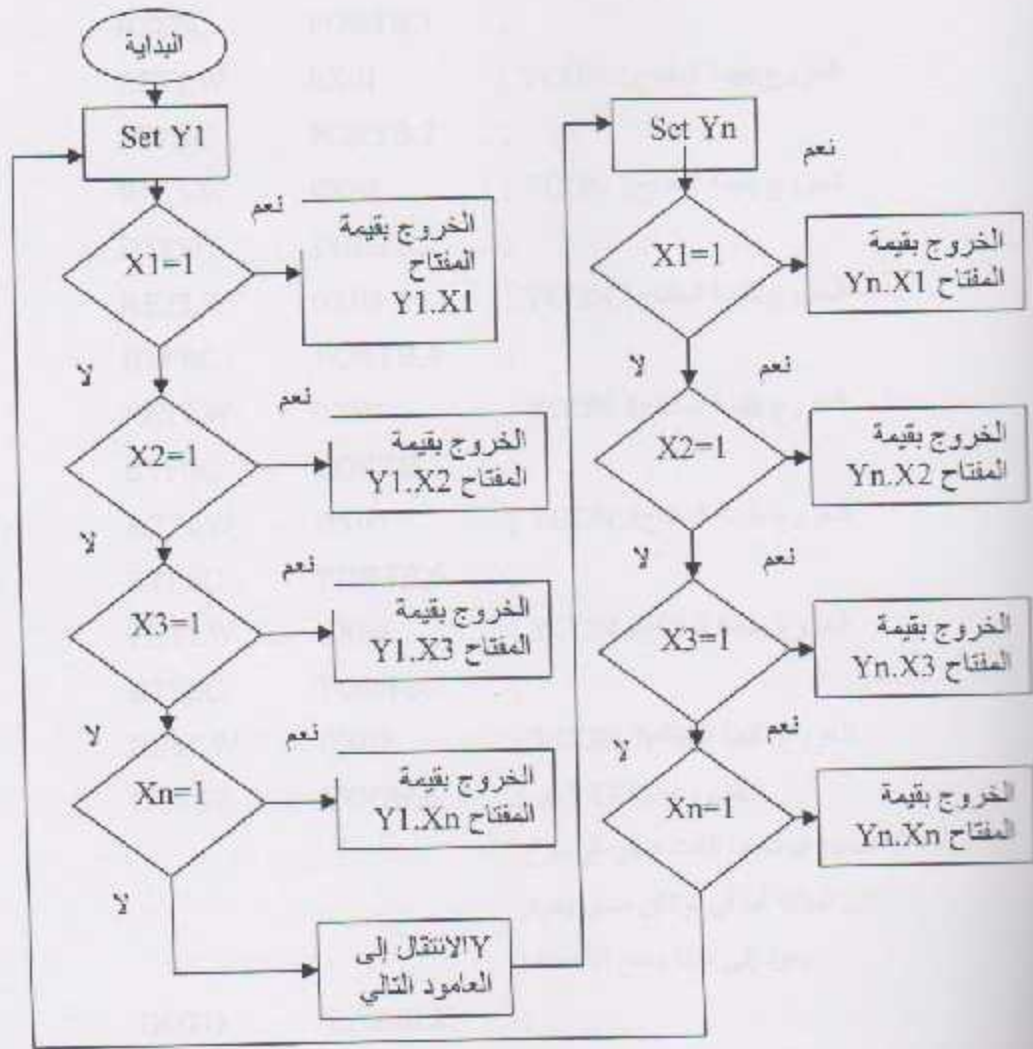 البداية
Set Y1
X1=1
نعم
الخروج بقيمة
المفتاح
Y1.X1
لا
X2=1
نعم
الخروج بقيمة
المفتاح Y1.X2
لا
X3=1
نعم
الخروج بقيمة
المفتاح Y1.X3
لا
Xn=1
نعم
الخروج بقيمة
المفتاح Y1.Xn
لا
الانتقال إلى Y
العامود التالي
Set Yn
نعم
X1=1
الخروج بقيمة
المفتاح Yn.X1
لا
نعم
X2=1
الخروج بقيمة
المفتاح Yn.X2
لا
نعم
X3=1
الخروج بقيمة
المفتاح Yn.X3
لا
نعم
Xn=1
الخروج بقيمة
المفتاح Yn.Xn